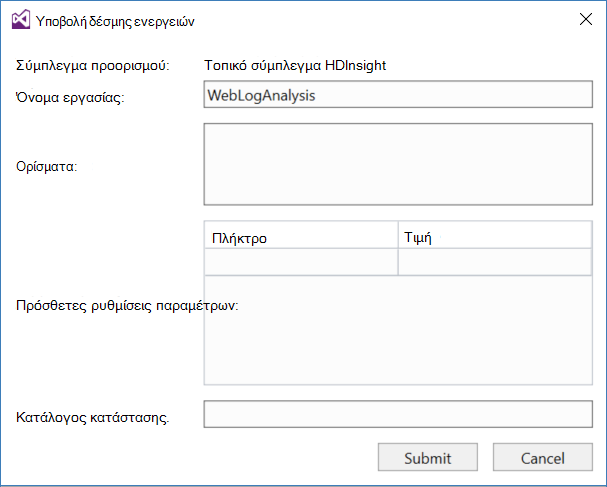 Υποβολή δέσμης ενεργειών
Σύμπλεγμα προορισμού: Τοπικό σύμπλεγμα HDInsight
Όνομα εργασίας: WebLogAnalysis
Ορίσματα:
Πλήκτρο Τιμή
Πρόσθετες ρυθμίσεις παραμέτρων:
Κατάλογος κατάστασης.
Submit Cancel